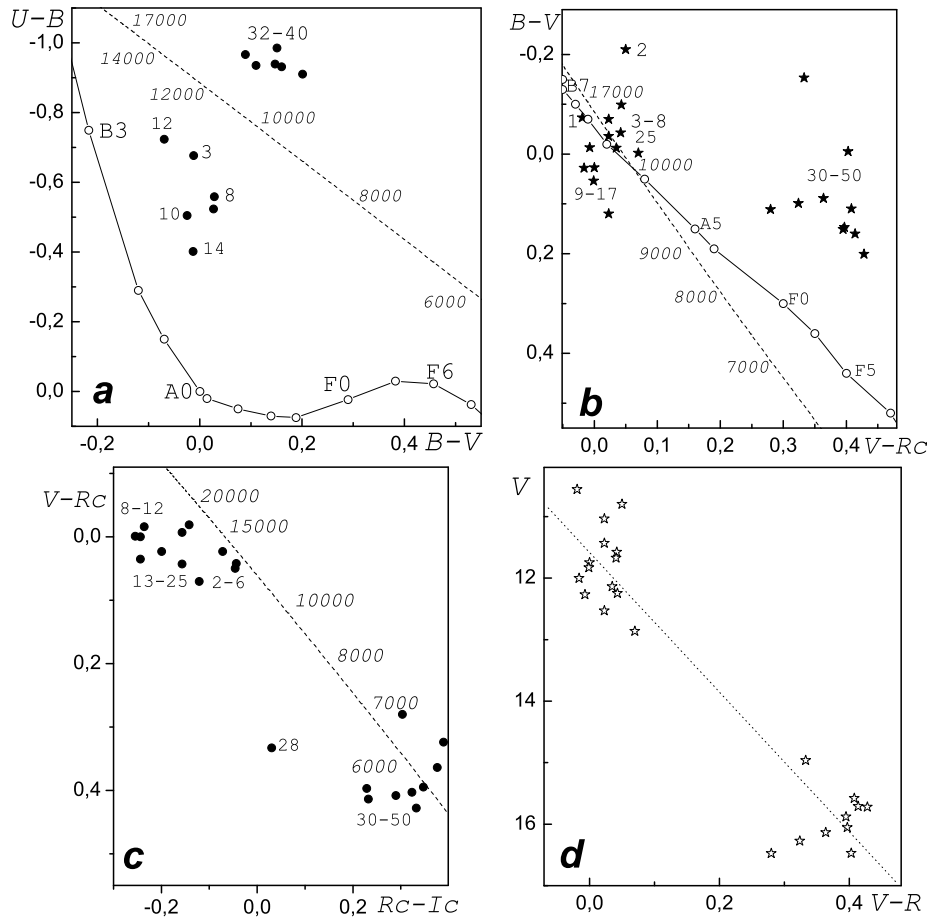 U-B
-1,0
-0,8
-0,6
-0,4
-0,2
0,0
17000
14000
12000
10000
8000
6000
32-40
B3
12
3
8
10
14
A0
F0
F6
a
B-V
-0,2 0,0 0,2 0,4
B-V
-0,2
0,0
0,2
0,4
2
B7
17000
1
3-8
25
10000
9-17
30-50
A5
9000
8000
F0
7000
F5
b
0,0 0,1 0,2 0,3 0,4
V-Rc
V-Rc
0,0
0,2
0,4
8-12
20000
15000
13-25
2-6
10000
8000
7000
28
6000
30-50
c
-0,2 0,0 0,2
Rc-Ic
V
12
14
16
d
0,0 0,2 0,4
V-R